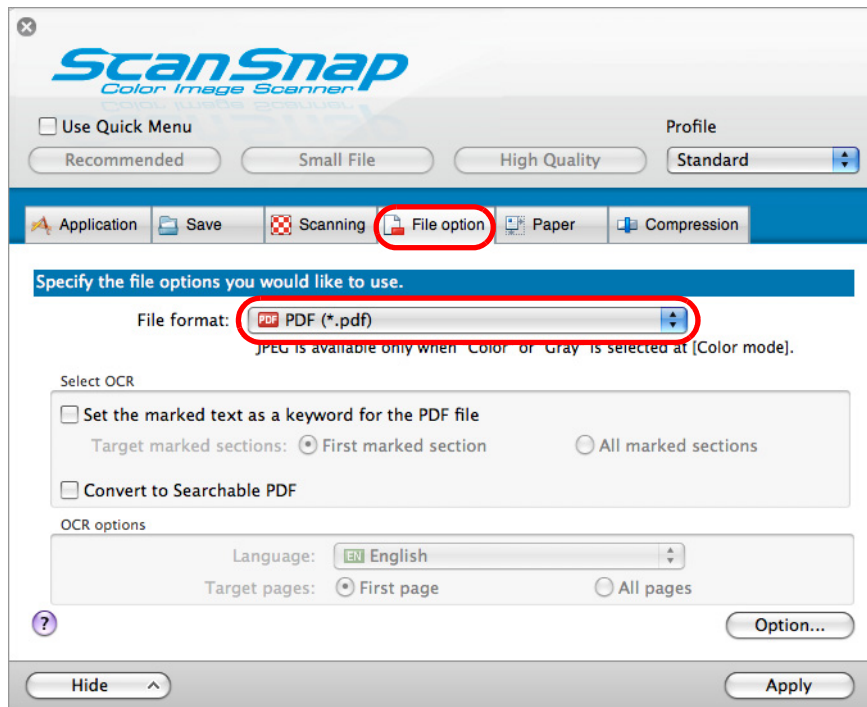 ScanSnap
Color Image Scanner
Use Quick Menu
Profile
Recommended
Small File
High Quality
Standard
Application
Save
Scanning
File option
Paper
Compression
Specify the file options you would like to use.
File format:
PDF PDF (*.pdf)
JPEG is available only when "Color" or "Gray" is selected at [Color mode].
Select OCR
Set the marked text as a keyword for the PDF file
Target marked sections:
First marked section
All marked sections
Convert to Searchable PDF
OCR options
Language:
EN English
Target pages:
First page
All pages
?
Option...
Hide
Apply